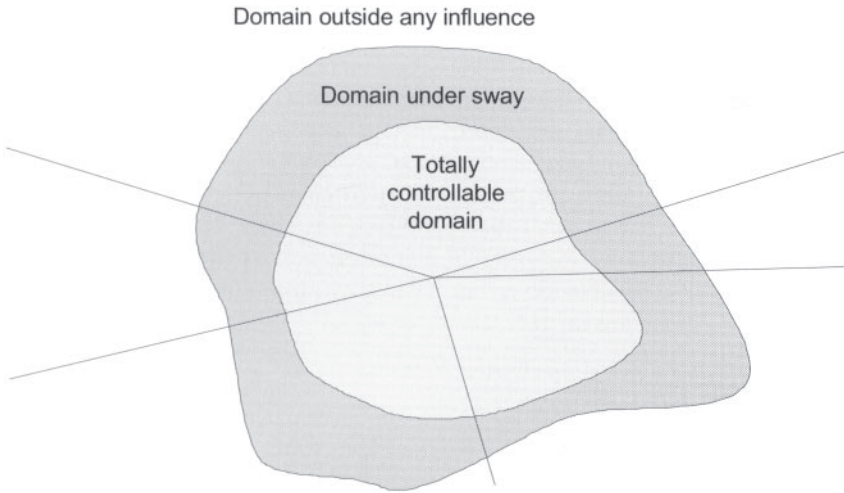 Domain outside any influence
Domain under sway
Totally
controllable
domain